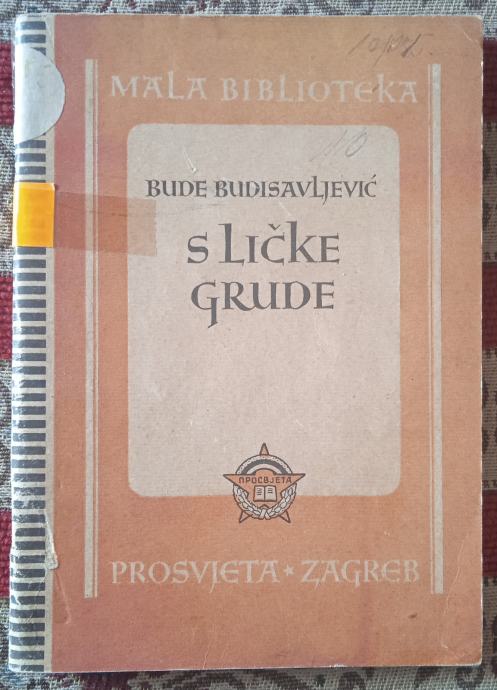 MALA BIBLIOTEKA
BUDE BUDISAVLJEVIĆ
S LIČKE
GRUDE
ПРОСВЈЕТА
PROSVJETA ★ ZAGREB